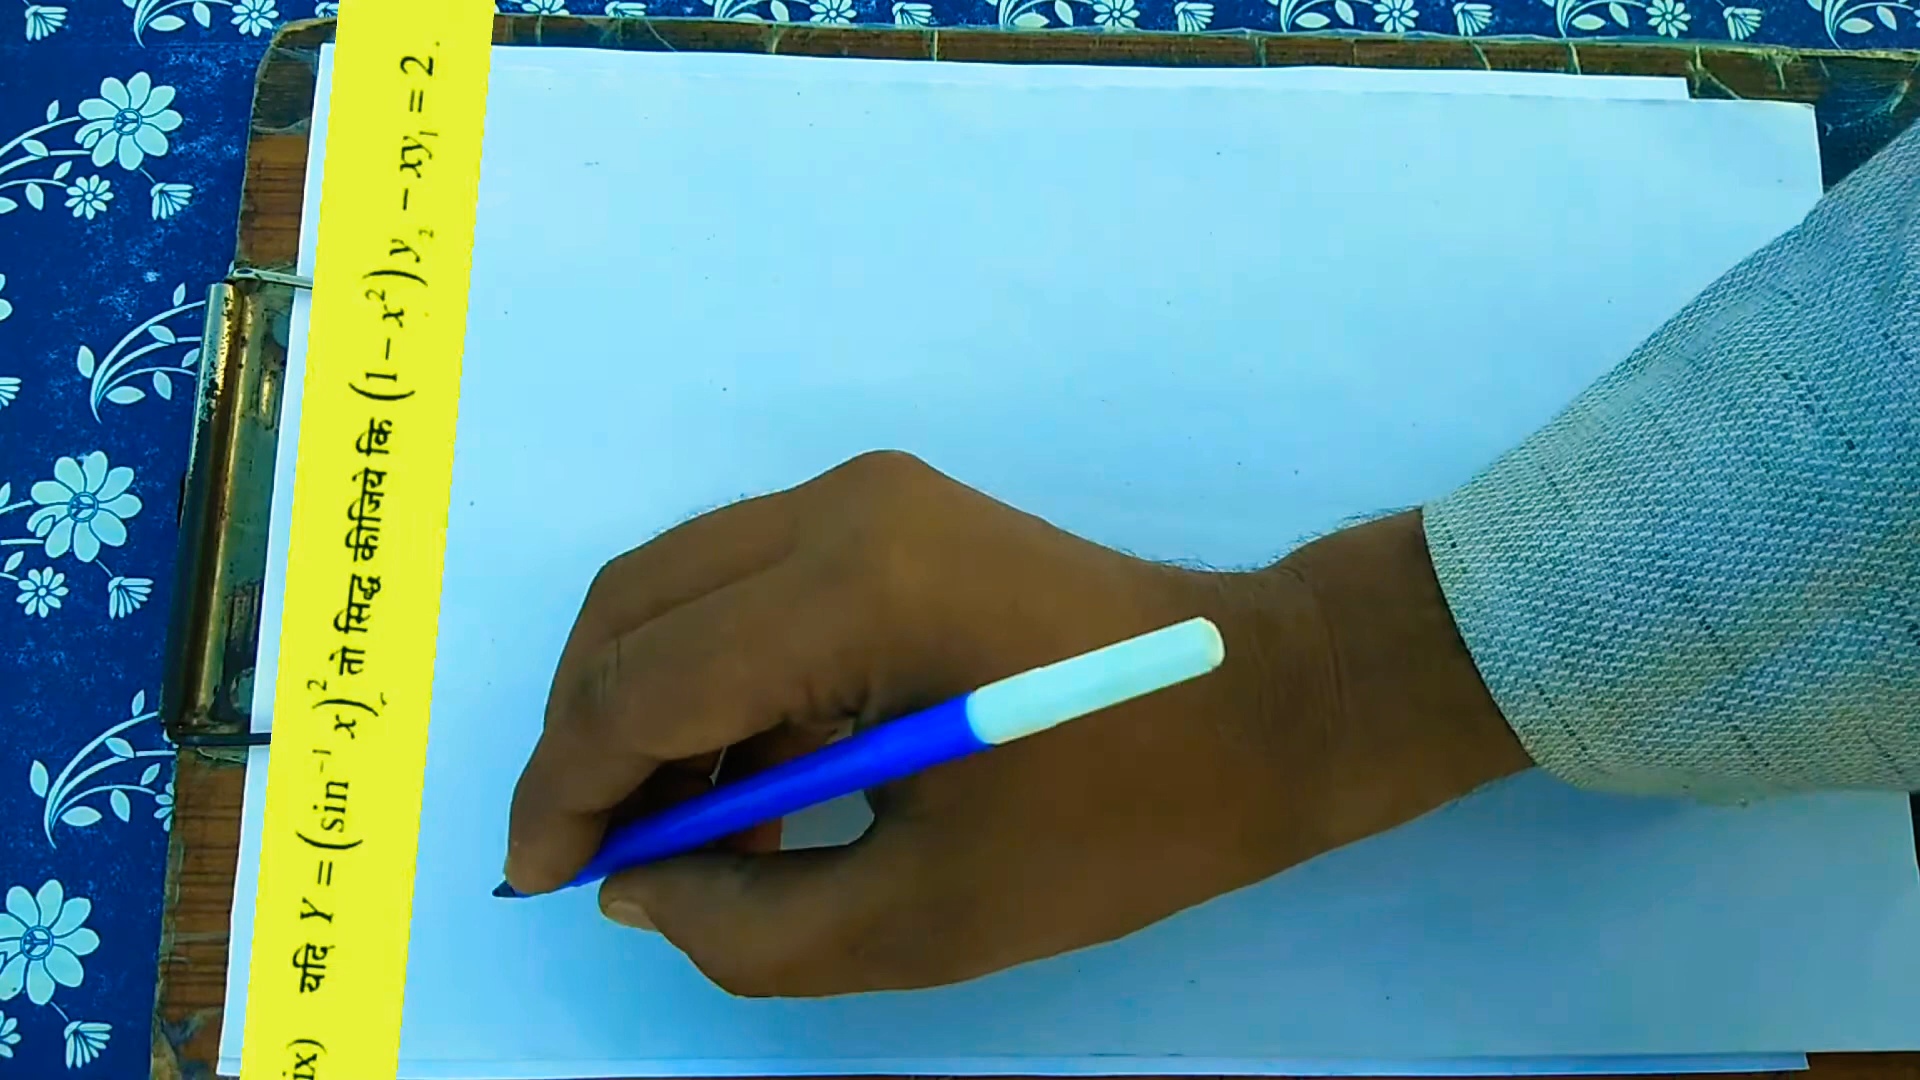 ix) यदि Y = (sin⁻¹ x)² तो सिद्ध कीजिये कि (1 − x²) y₂ − xy₁ = 2.